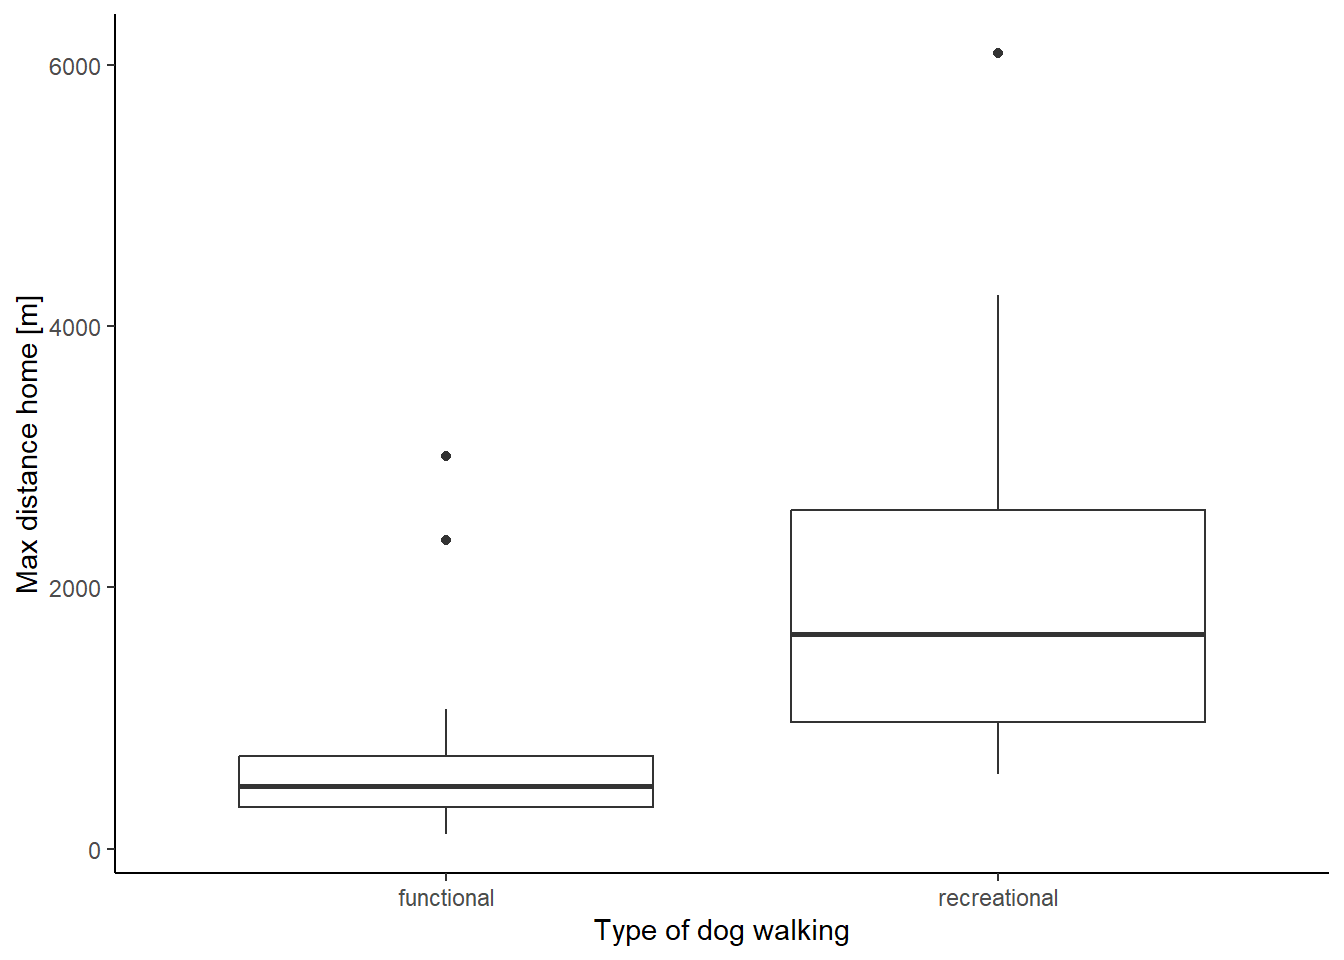 Max distance home [m]
6000
4000
2000
0
functional
recreational
Type of dog walking